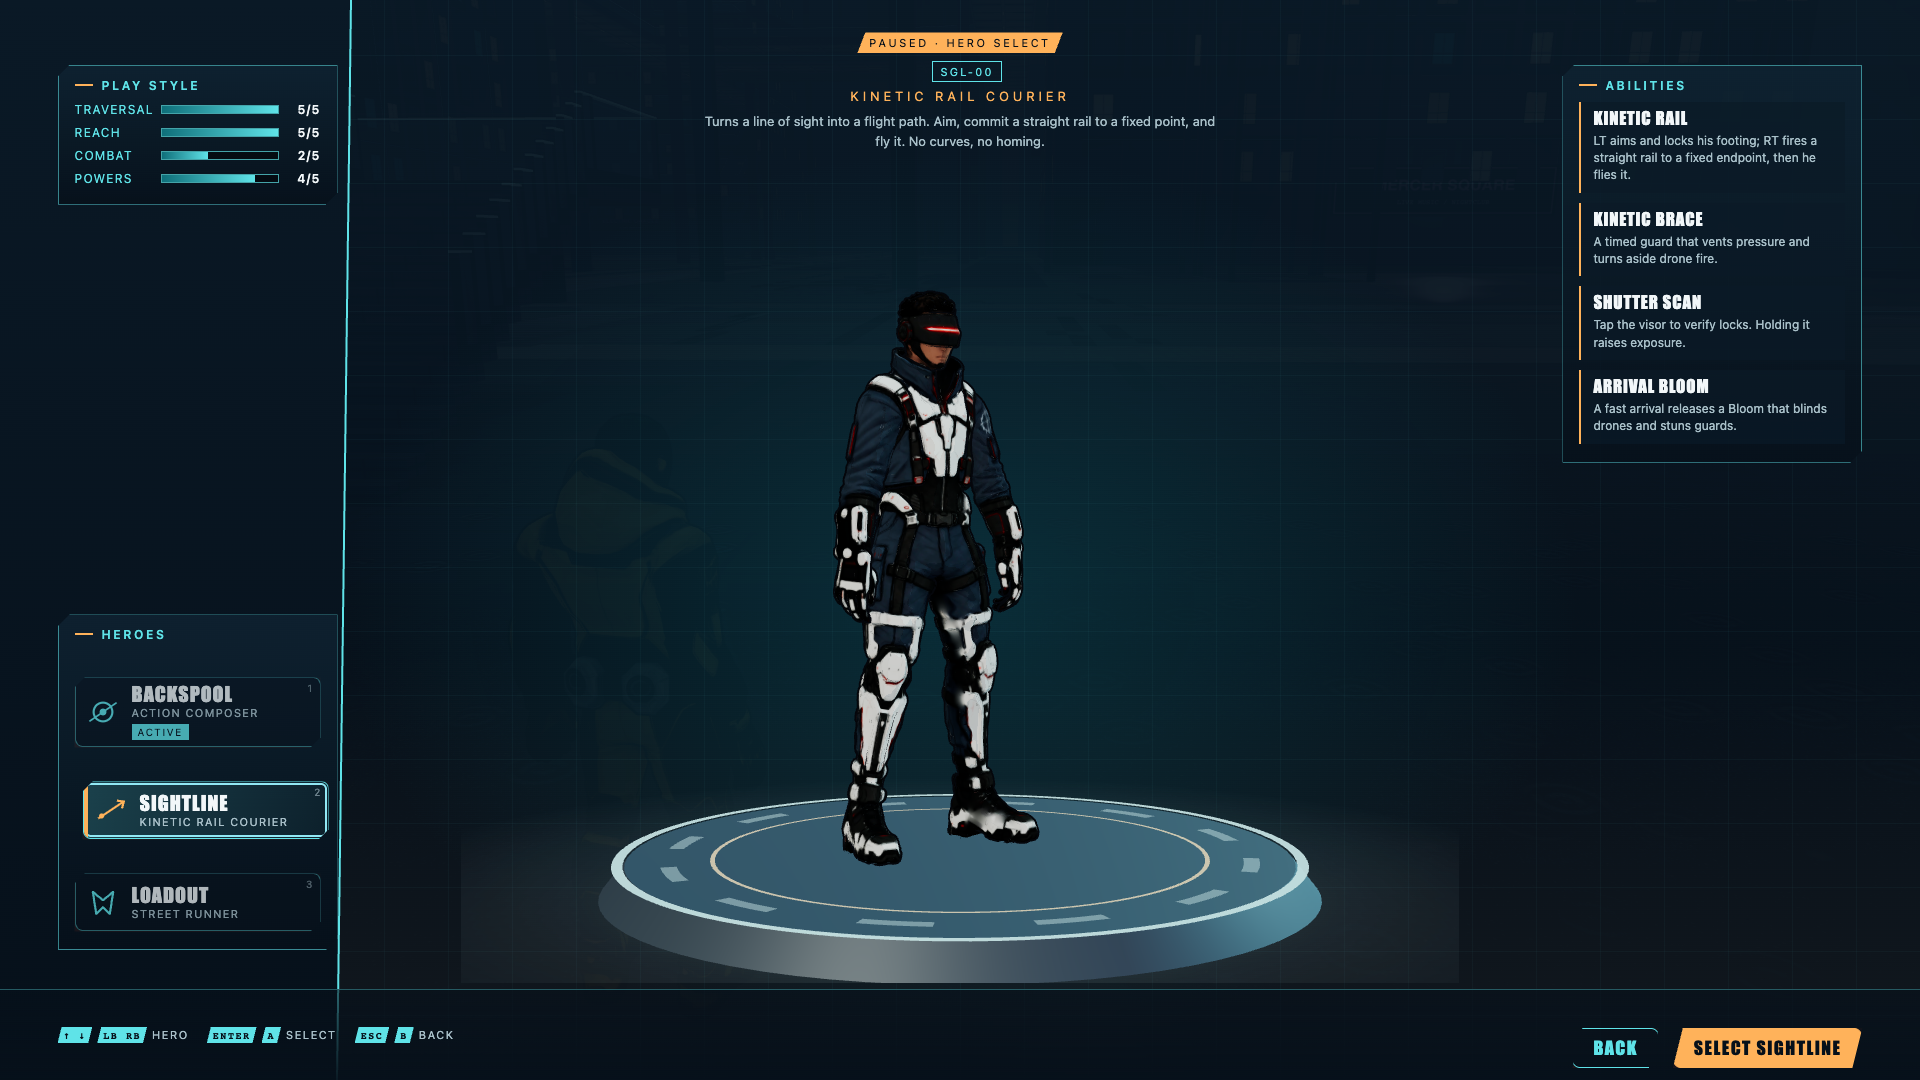 PAUSED · HERO SELECT
SGL-00
KINETIC RAIL COURIER
Turns a line of sight into a flight path. Aim, commit a straight rail to a fixed point, and
fly it. No curves, no homing.
PLAY STYLE
TRAVERSAL 5/5
REACH 5/5
COMBAT 2/5
POWERS 4/5
HEROES
BACKSPOOL 1
ACTION COMPOSER
ACTIVE
SIGHTLINE 2
KINETIC RAIL COURIER
LOADOUT 3
STREET RUNNER
ABILITIES
KINETIC RAIL
LT aims and locks his footing; RT fires a
straight rail to a fixed endpoint, then he
flies it.
KINETIC BRACE
A timed guard that vents pressure and
turns aside drone fire.
SHUTTER SCAN
Tap the visor to verify locks. Holding it
raises exposure.
ARRIVAL BLOOM
A fast arrival releases a Bloom that blinds
drones and stuns guards.
↑ ↓ LB RB HERO ENTER A SELECT ESC B BACK
BACK
SELECT SIGHTLINE